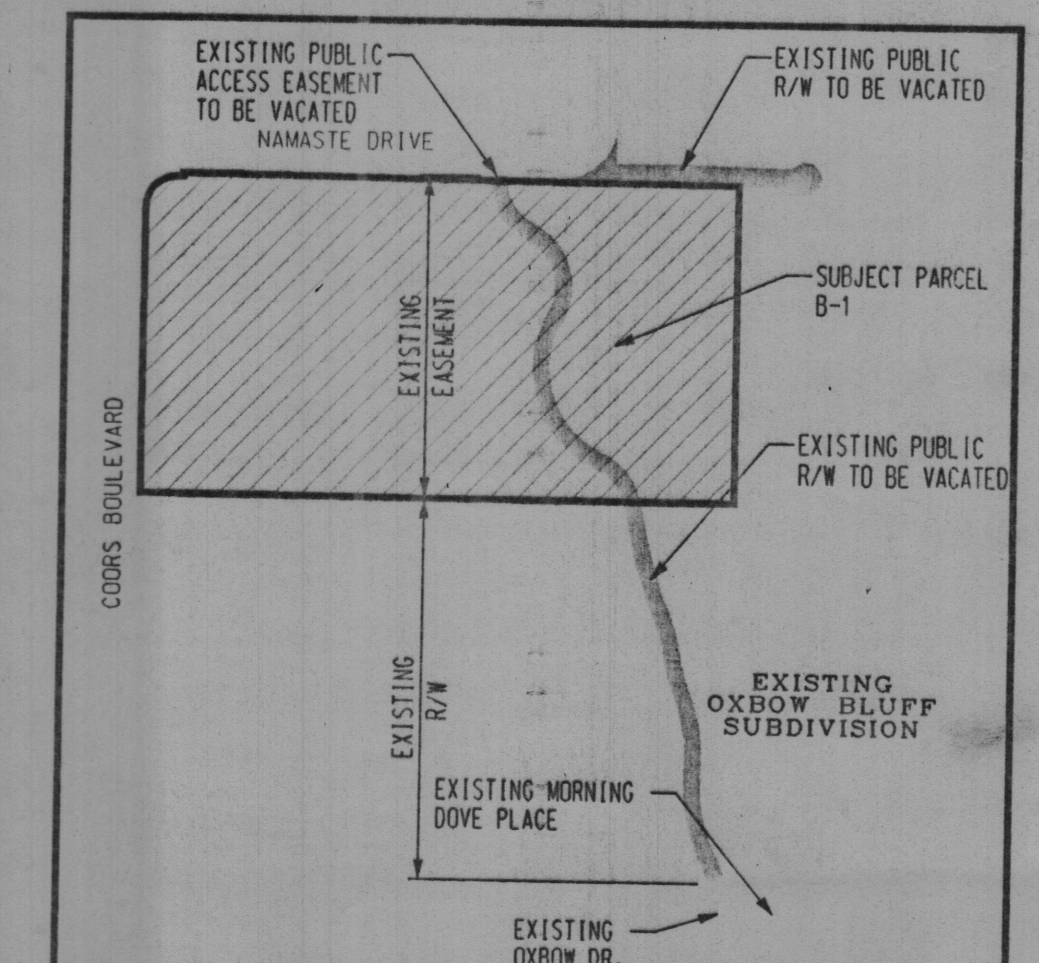 EXISTING PUBLIC
ACCESS EASEMENT
TO BE VACATED
NAMASTE DRIVE
EXISTING PUBLIC
R/W TO BE VACATED
SUBJECT PARCEL
B-1
EXISTING
EASEMENT
COORS BOULEVARD
EXISTING PUBLIC
R/W TO BE VACATED
EXISTING
R/W
EXISTING
OXBOW BLUFF
SUBDIVISION
EXISTING MORNING
DOVE PLACE
EXISTING
OXBOW DR.